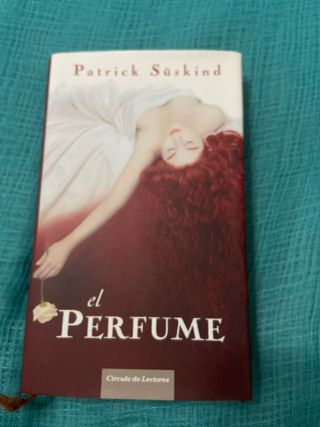 Patrick Süskind
el
PERFUME
Círculo de Lectores